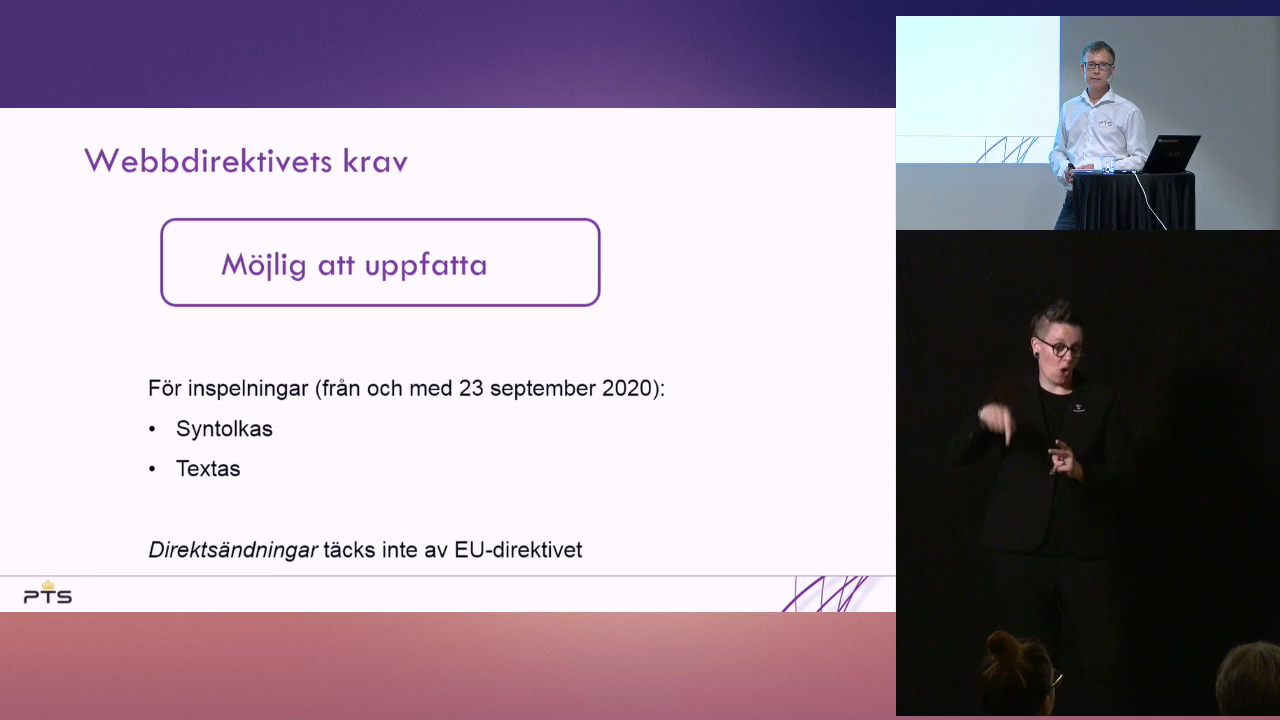 Webbdirektivets krav
Möjlig att uppfatta
För inspelningar (från och med 23 september 2020):
• Syntolkas
• Textas
Direktsändningar täcks inte av EU-direktivet
PTS
PTS